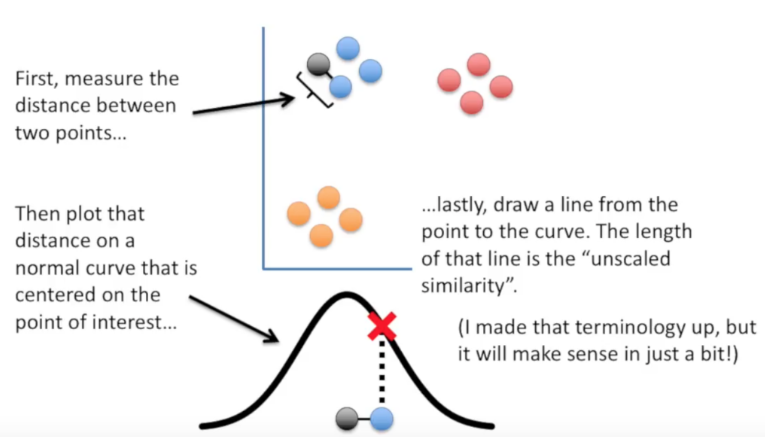 First, measure the
distance between
two points...
Then plot that
distance on a
normal curve that is
centered on the
point of interest...
...lastly, draw a line from the
point to the curve. The length
of that line is the “unscaled
similarity”.
(I made that terminology up, but
it will make sense in just a bit!)